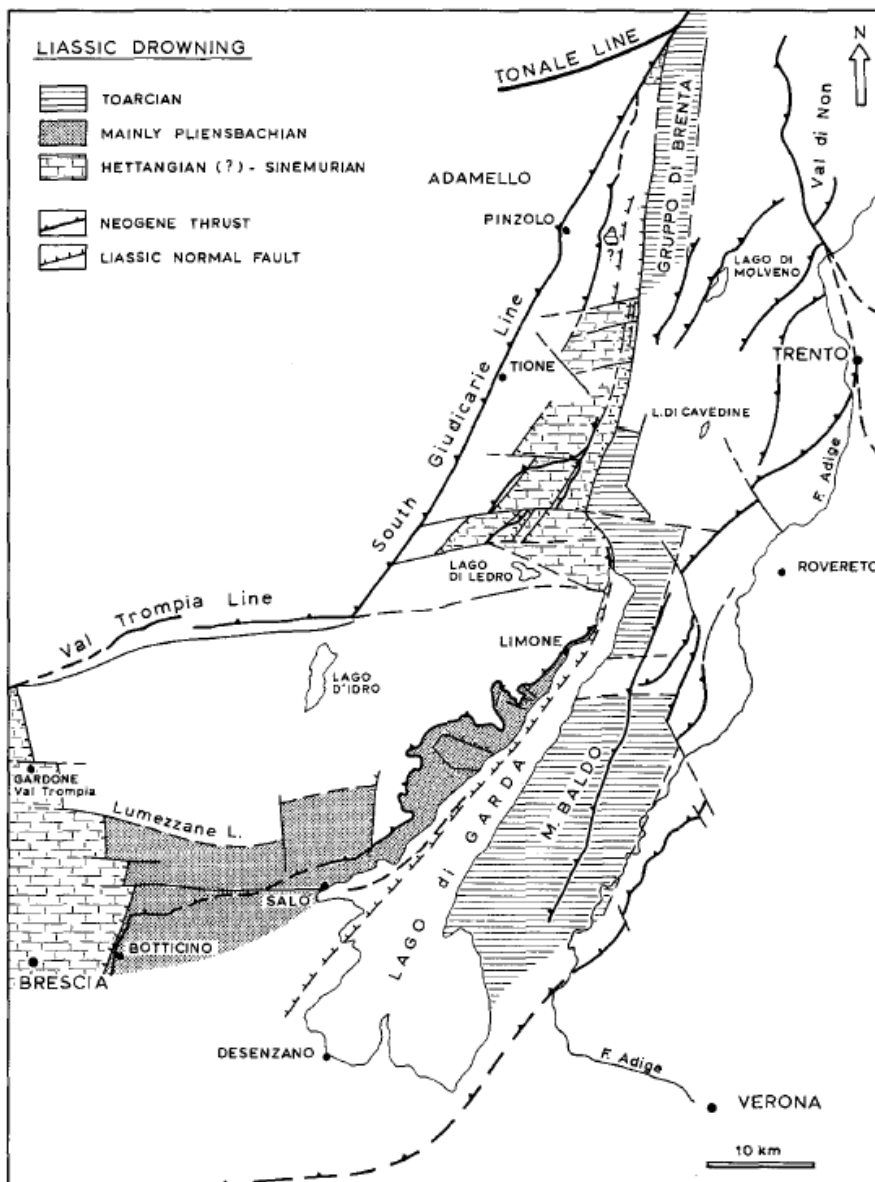 LIASSIC DROWNING
TOARCIAN
MAINLY PLIENSBACHIAN
HETTANGIAN (?) - SINEMURIAN
NEOGENE THRUST
LIASSIC NORMAL FAULT
TONALE LINE
N
Val di Non
GRUPPO DI BRENTA
ADAMELLO
PINZOLO
?
LAGO DI
MOLVENO
South Giudicarie Line
TIONE
TRENTO
L. DI CAVEDINE
F. Adige
LAGO
DI LEDRO
ROVERETO
Val Trompia Line
LIMONE
LAGO
D'IDRO
GARDONE
Val Trompia
Lumezzane L.
M. BALDO
LAGO di GARDA
SALO'
BOTTICINO
BRESCIA
DESENZANO
F. Adige
VERONA
10 km